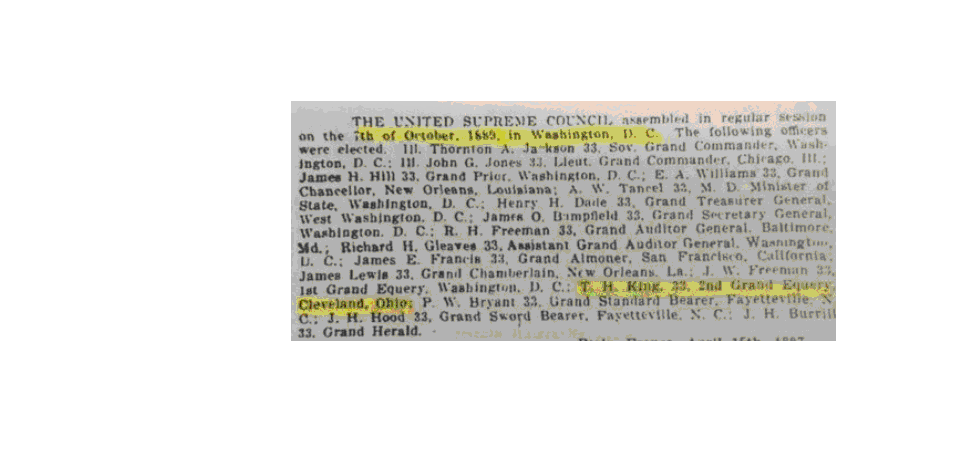 THE UNITED SUPREME COUNCIL assembled in regular session
on the 7th of October, 1889, in Washington, D. C. The following officers
were elected. Ill. Thornton A. Jackson 33, Sov. Grand Commander, Wash-
ington, D. C.; Ill. John G. Jones 33, Lieut. Grand Commander, Chicago, Ill.;
James H. Hill 33, Grand Prior, Washington, D. C.; E. A. Williams 33, Grand
Chancellor, New Orleans, Louisiana; A. W. Tancel 33, M. D. Minister of
State, Washington, D. C.; Henry H. Dade 33, Grand Treasurer General,
West Washington, D. C.; James O. Bampfield 33, Grand Secretary General,
Washington, D. C.; R. H. Freeman 33, Grand Auditor General, Baltimore,
Md.; Richard H. Gleaves 33, Assistant Grand Auditor General, Washington,
D. C.; James E. Francis 33, Grand Almoner, San Francisco, California;
James Lewis 33, Grand Chamberlain, New Orleans, La.; J. W. Freeman 33,
1st Grand Equery, Washington, D. C.; T. H. King, 33, 2nd Grand Equery
Cleveland, Ohio; P. W. Bryant 33, Grand Standard Bearer, Fayetteville, N
C.; J. H. Hood 33, Grand Sword Bearer, Fayetteville, N. C.; J. H. Burrill
33, Grand Herald.